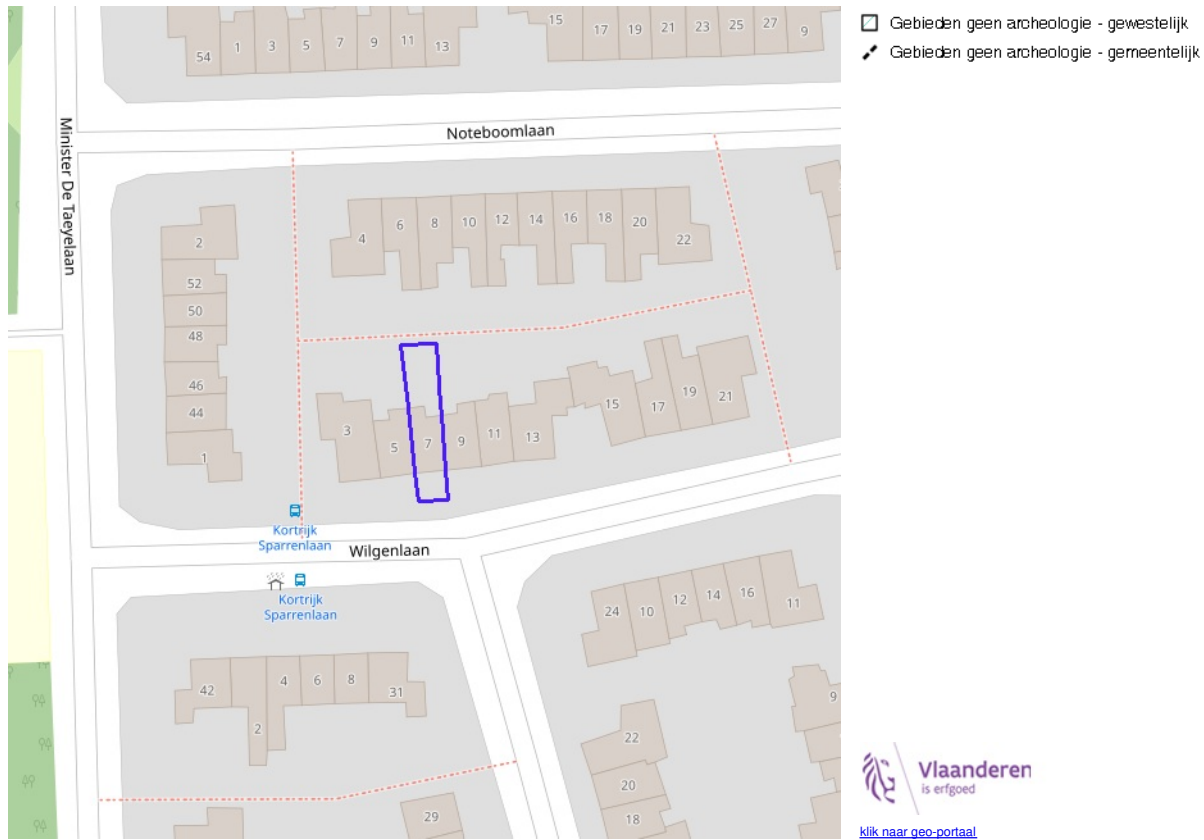 54 1 3 5 7 9 11 13
15 17 19 21 23 25 27 9
Noteboomlaan
Minister De Taeyelaan
2
52
50
48
46
44
1
4 6 8 10 12 14 16 18 20 22
3 5 7 9 11 13 15 17 19 21
Kortrijk
Sparrenlaan
Wilgenlaan
Kortrijk
Sparrenlaan
24 10 12 14 16 11
42 2 4 6 8 31
9
22
20
18
29
Gebieden geen archeologie - gewestelijk
Gebieden geen archeologie - gemeentelijk
Vlaanderen
is erfgoed
klik naar geo-portaal